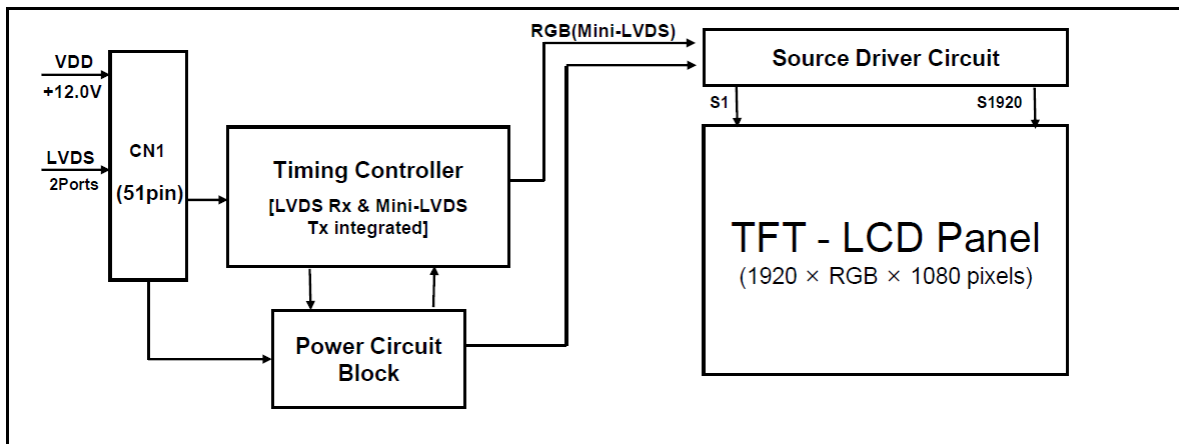 VDD
+12.0V
LVDS
2Ports
CN1
(51pin)
Timing Controller
[LVDS Rx & Mini-LVDS
Tx integrated]
Power Circuit
Block
RGB(Mini-LVDS)
Source Driver Circuit
S1
S1920
TFT - LCD Panel
(1920 × RGB × 1080 pixels)